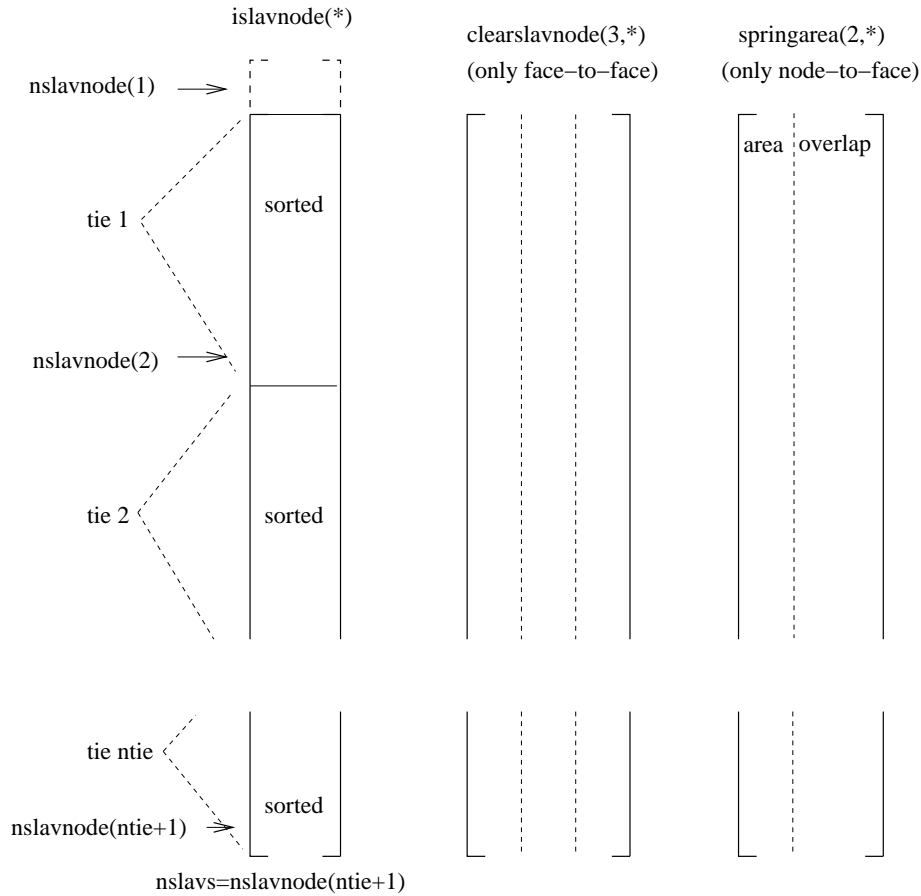 islavnode(*)
clearslavnode(3,*)
(only face−to−face)
springarea(2,*)
(only node−to−face)
nslavnode(1)
area
overlap
tie 1
sorted
nslavnode(2)
tie 2
sorted
tie ntie
sorted
nslavnode(ntie+1)
nslavs=nslavnode(ntie+1)